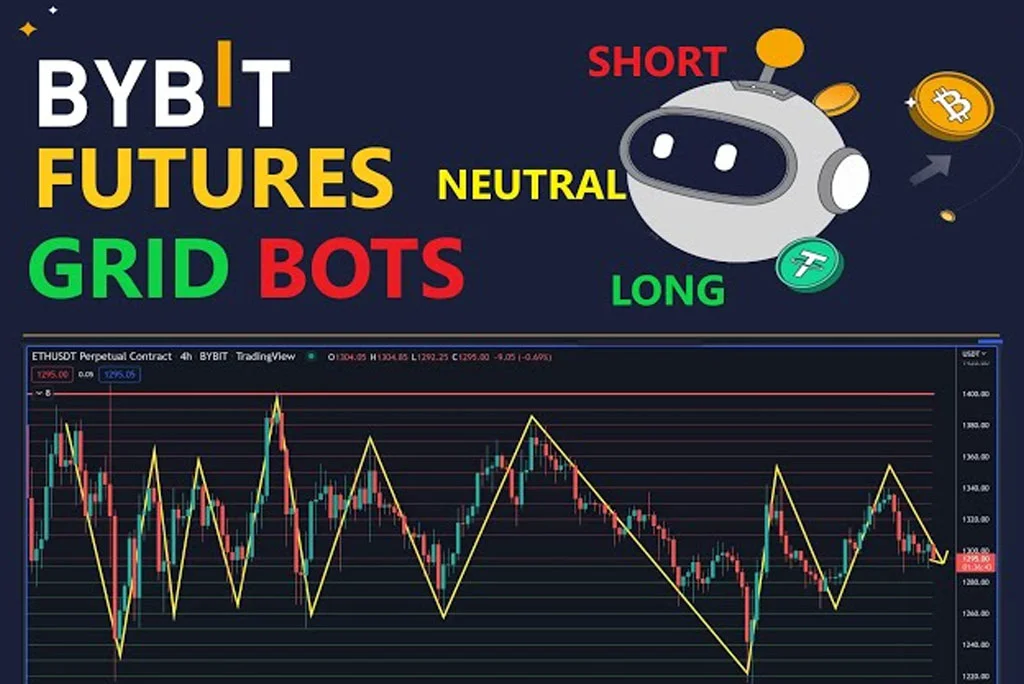 BYBIT
FUTURES
GRID BOTS
SHORT
NEUTRAL
LONG
ETHUSDT Perpetual Contract · 4h · BYBIT · TradingView O1304.05 H1304.85 L1292.25 C1295.00 -9.05 (-0.69%)
1295.00 0.05 1295.05
8
USDT
1400.00
1380.00
1360.00
1340.00
1320.00
1300.00
1295.00
01:36:43
1280.00
1260.00
1240.00
1220.00